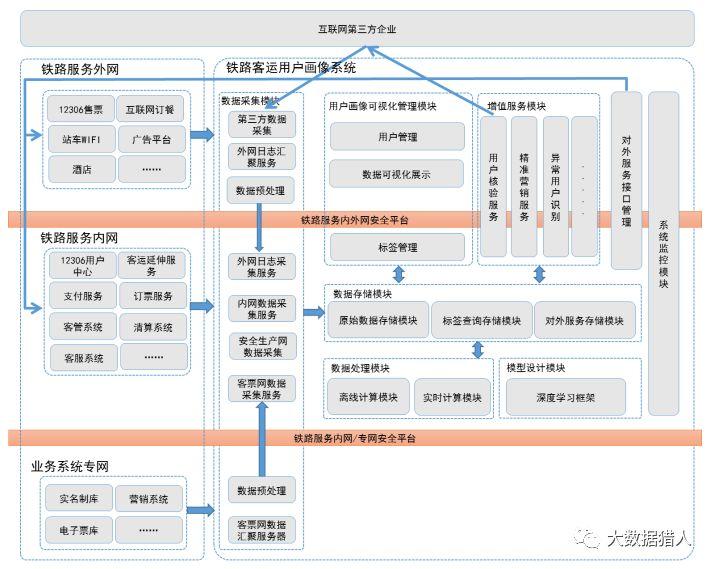 互联网第三方企业
铁路服务外网
12306售票
互联网订餐
站车WIFI
广告平台
酒店
······
铁路客运用户画像系统
数据采集模块
第三方数据
采集
外网日志汇
聚服务
数据预处理
用户画像可视化管理模块
用户管理
数据可视化展示
增值服务模块
用户核验服务
精准营销服务
异常用户识别
······
对外服务接口管理
系统监控模块
铁路服务内外网安全平台
铁路服务内网
12306用户
中心
客运延伸服
务
支付服务
订票服务
客管系统
清算系统
客服系统
······
外网日志采
集服务
内网数据采
集服务
安全生产网
数据采集
客票网数据
采集服务
标签管理
数据存储模块
原始数据存储模块
标签查询存储模块
对外服务存储模块
数据处理模块
离线计算模块
实时计算模块
模型设计模块
深度学习框架
铁路服务内网/专网安全平台
业务系统专网
实名制库
营销系统
电子票库
······
数据预处理
客票网数据
汇聚服务器
大数据猎人